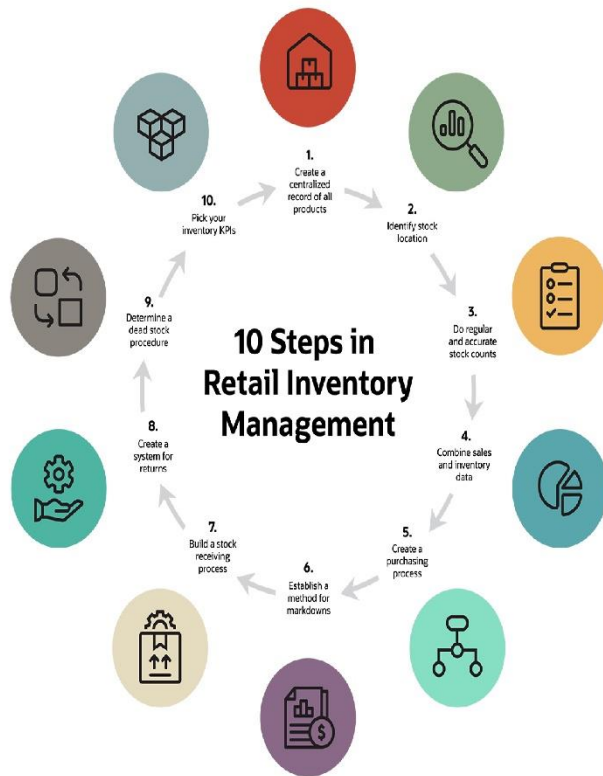 1.
Create a
centralized
record of all
products
2.
Identify stock
location
3.
Do regular
and accurate
stock counts
4.
Combine sales
and inventory
data
5.
Create a
purchasing
process
6.
Establish a
method for
markdowns
7.
Build a stock
receiving
process
8.
Create a
system for
returns
9.
Determine a
dead stock
procedure
10.
Pick your
inventory KPIs
10 Steps in
Retail Inventory
Management
$